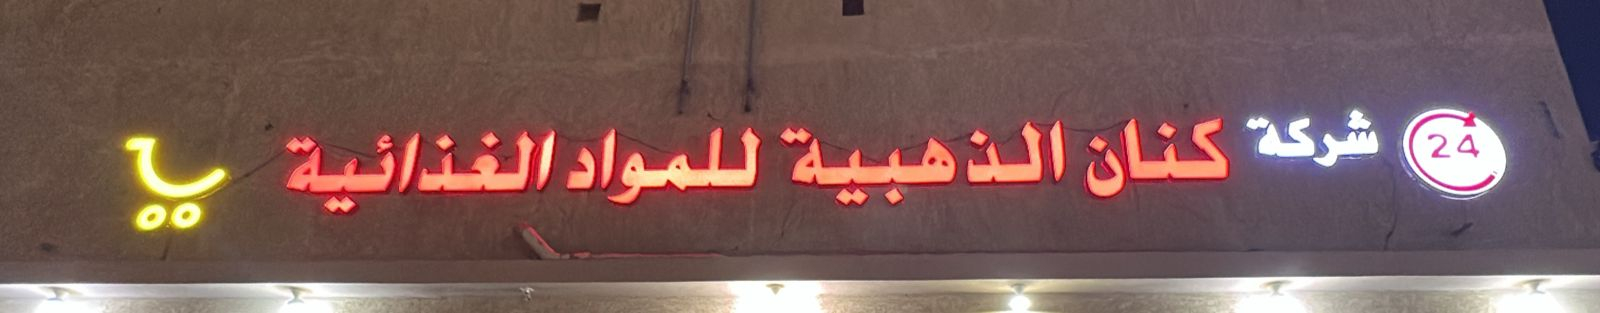 24 شركة كنان الذهبية للمواد الغذائية